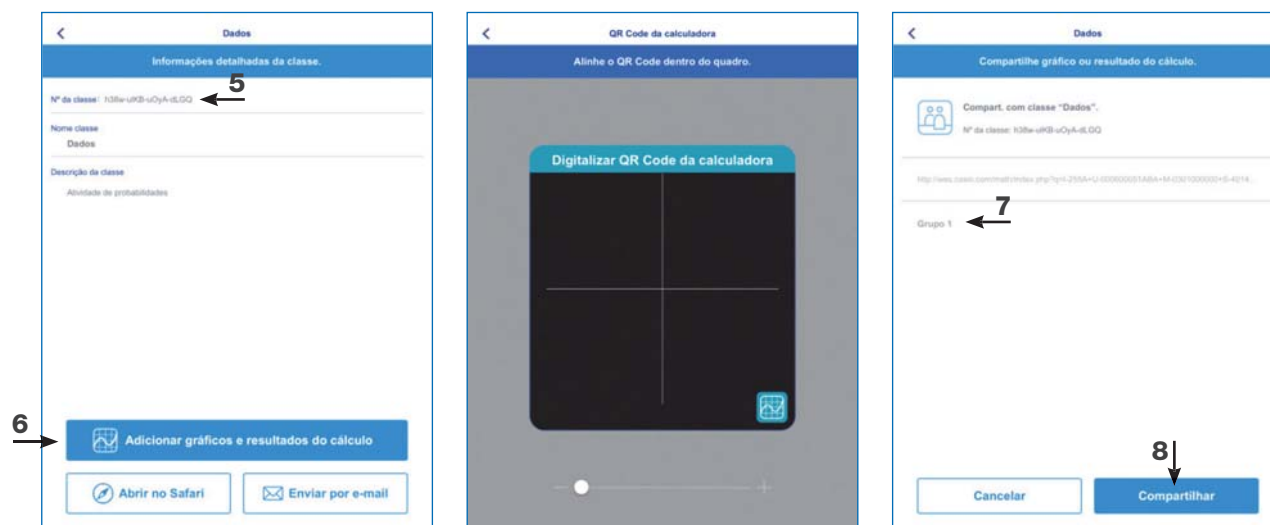 Dados
Informações detalhadas da classe.
5
Nº da classe: h38w-uIKB-uOyA-dLGQ
Nome classe
Dados
Descrição da classe
Atividade de probabilidades
6
Adicionar gráficos e resultados do cálculo
Abrir no Safari
Enviar por e-mail
QR Code da calculadora
Alinhe o QR Code dentro do quadro.
Digitalizar QR Code da calculadora
Dados
Compartilhe gráfico ou resultado do cálculo.
Compart. com classe "Dados".
Nº da classe: h38w-uIKB-uOyA-dLGQ
7
Grupo 1
8
Cancelar
Compartilhar